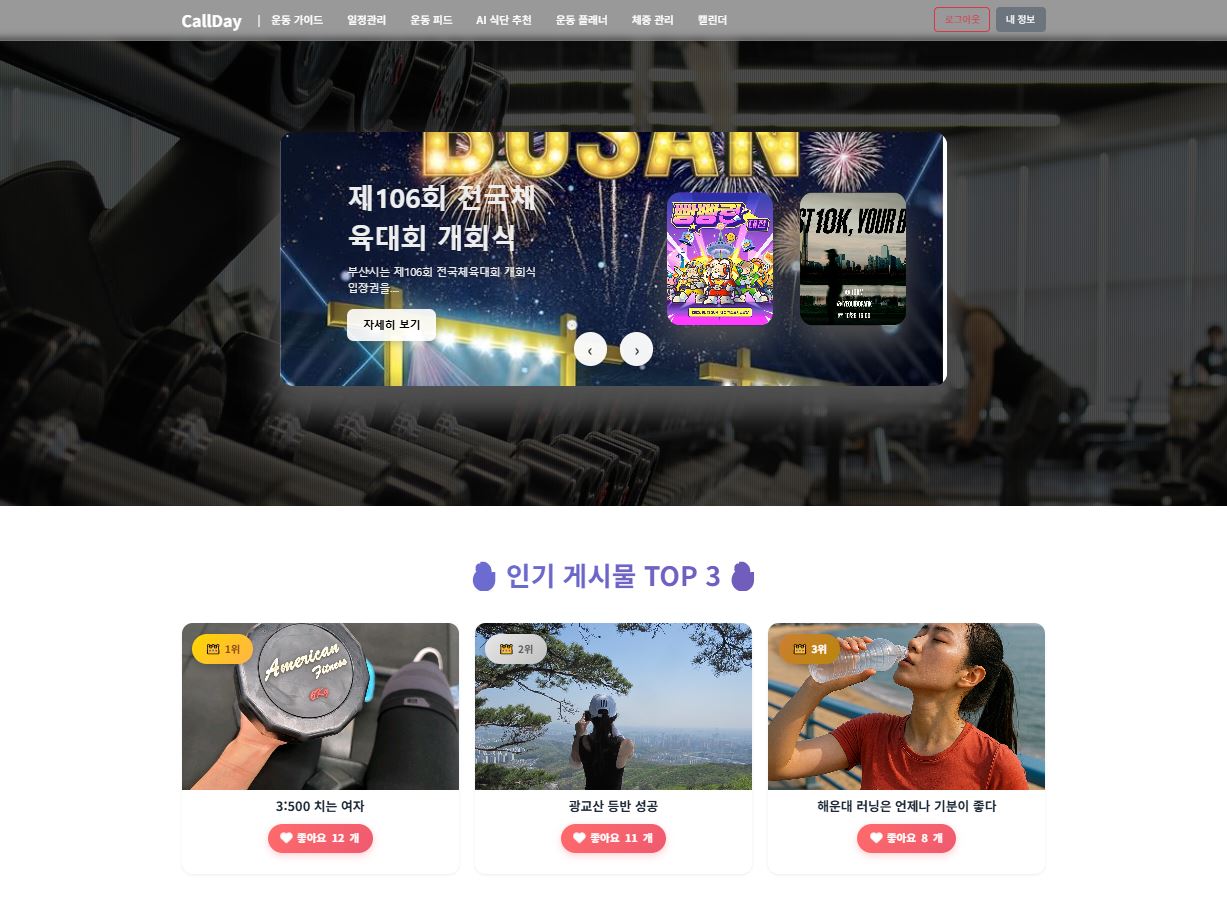 CallDay | 운동 가이드 일정관리 운동 피드 AI 식단 추천 운동 플래너 체중 관리 캘린더 로그아웃 내 정보
BUSAN
제106회 전국체
육대회 개회식
부산시는 제106회 전국체육대회 개회식
입장권을...
자세히 보기
빵빵런
대전
ST 10K, YOUR B
‹ ›
인기 게시물 TOP 3
1위
American
Fitness
2위
3위
3:500 치는 여자
광교산 등반 성공
해운대 러닝은 언제나 기분이 좋다
좋아요 12 개
좋아요 11 개
좋아요 8 개